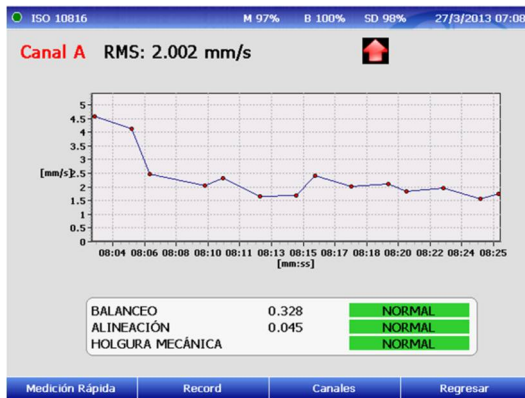 ISO 10816 M 97% B 100% SD 98% 27/3/2013 07:08
Canal A RMS: 2.002 mm/s
5
4.5
4
3.5
3
[mm/s] 2.5
2
1.5
1
0.5
0
08:04 08:06 08:08 08:10 08:11 08:13 08:15 08:17 08:18 08:20 08:22 08:24 08:25
[mm:ss]
BALANCEO 0.328 NORMAL
ALINEACIÓN 0.045 NORMAL
HOLGURA MECÁNICA NORMAL
Medición Rápida Record Canales Regresar